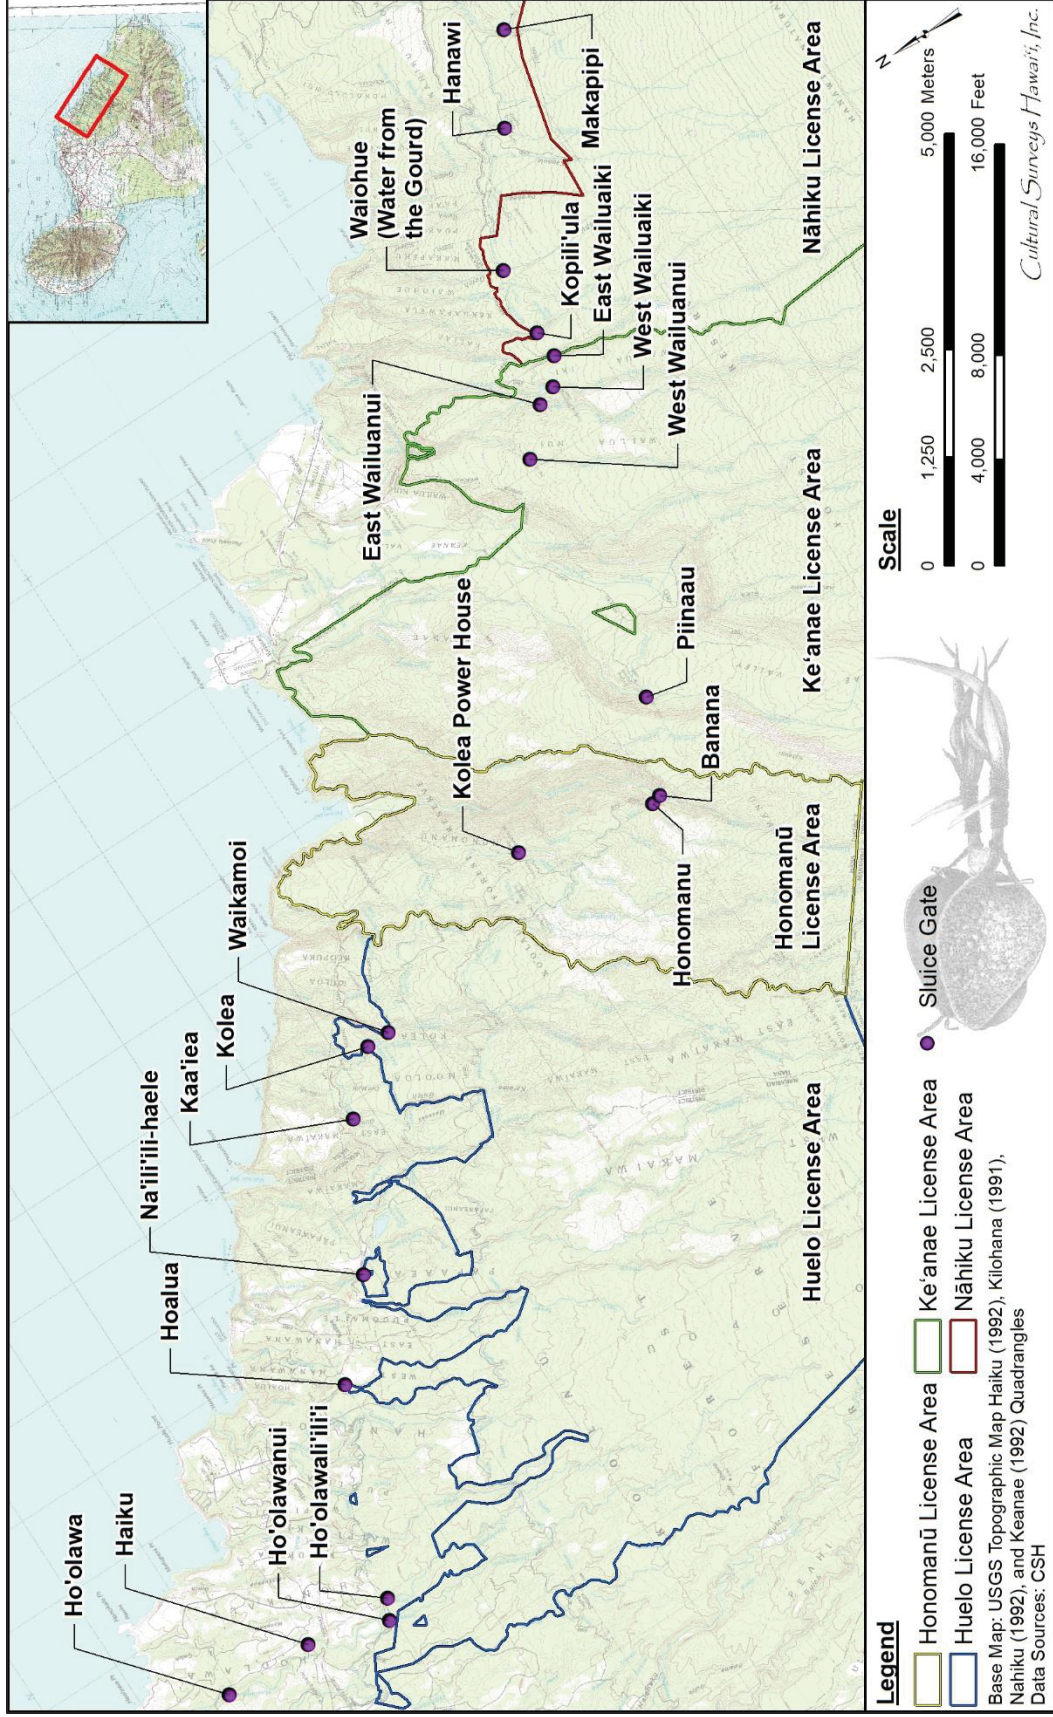 Ho'olawa
Haiku
Ho'olawanui
Ho'olawali'ili'i
Hoalua
Na'ili'ili-haele
Kaa'iea
Kolea
Waikamoi
Kolea Power House
Honomanu
Banana
Piinaau
East Wailuanui
West Wailuanui
West Wailuaiki
East Wailuaiki
Kopili'ula
Waiohue
(Water from
the Gourd)
Hanawi
Makapipi
Huelo License Area
Honomanū
License Area
Ke‘anae License Area
Nāhiku License Area
MAKAIWA
Legend
Honomanū License Area
Huelo License Area
Ke‘anae License Area
Nāhiku License Area
Sluice Gate
Base Map: USGS Topographic Map Haiku (1992), Kilohana (1991),
Nahiku (1992), and Keanae (1992) Quadrangles
Data Sources: CSH
Scale
0 1,250 2,500 5,000 Meters
0 4,000 8,000 16,000 Feet
N
Cultural Surveys Hawai‘i, Inc.